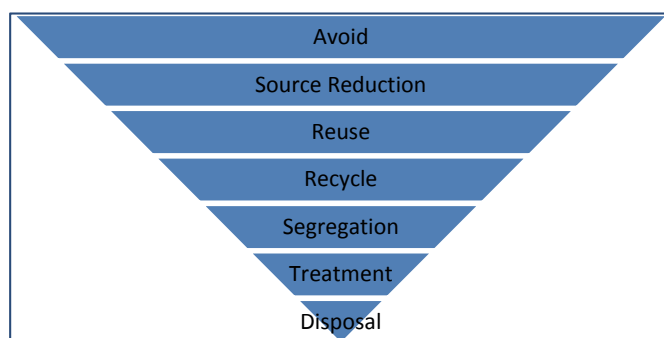 Avoid
Source Reduction
Reuse
Recycle
Segregation
Treatment
Disposal